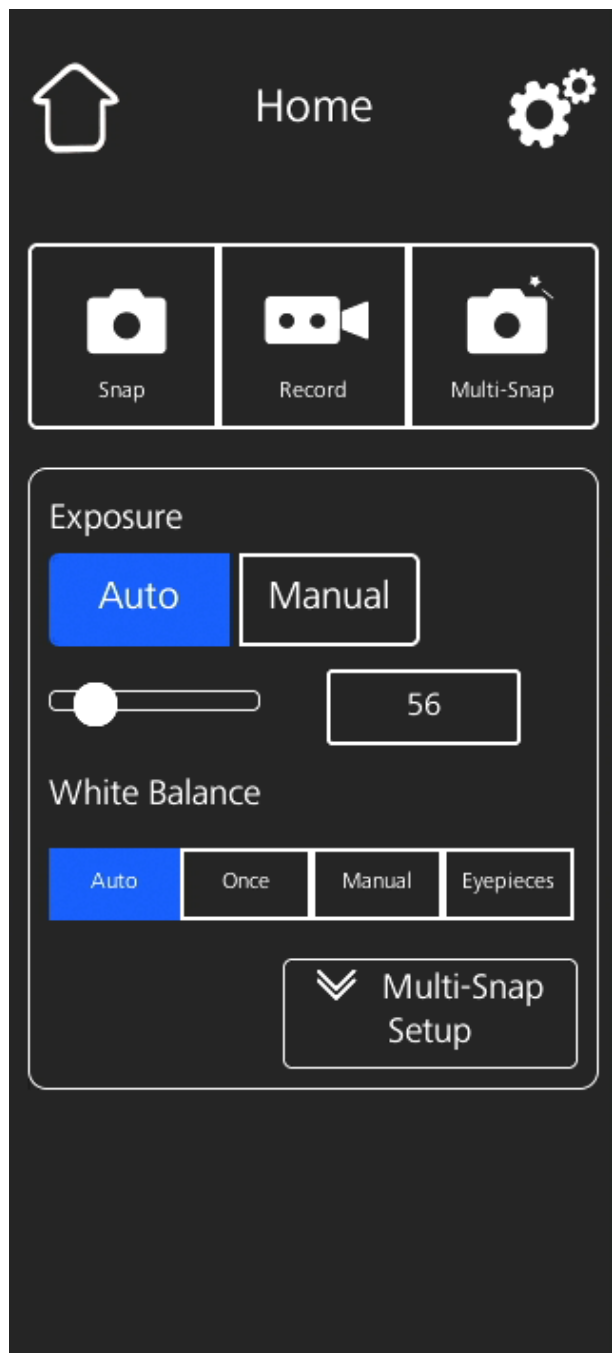 Home
Snap
Record
Multi-Snap
Exposure
Auto
Manual
56
White Balance
Auto
Once
Manual
Eyepieces
Multi-Snap
Setup